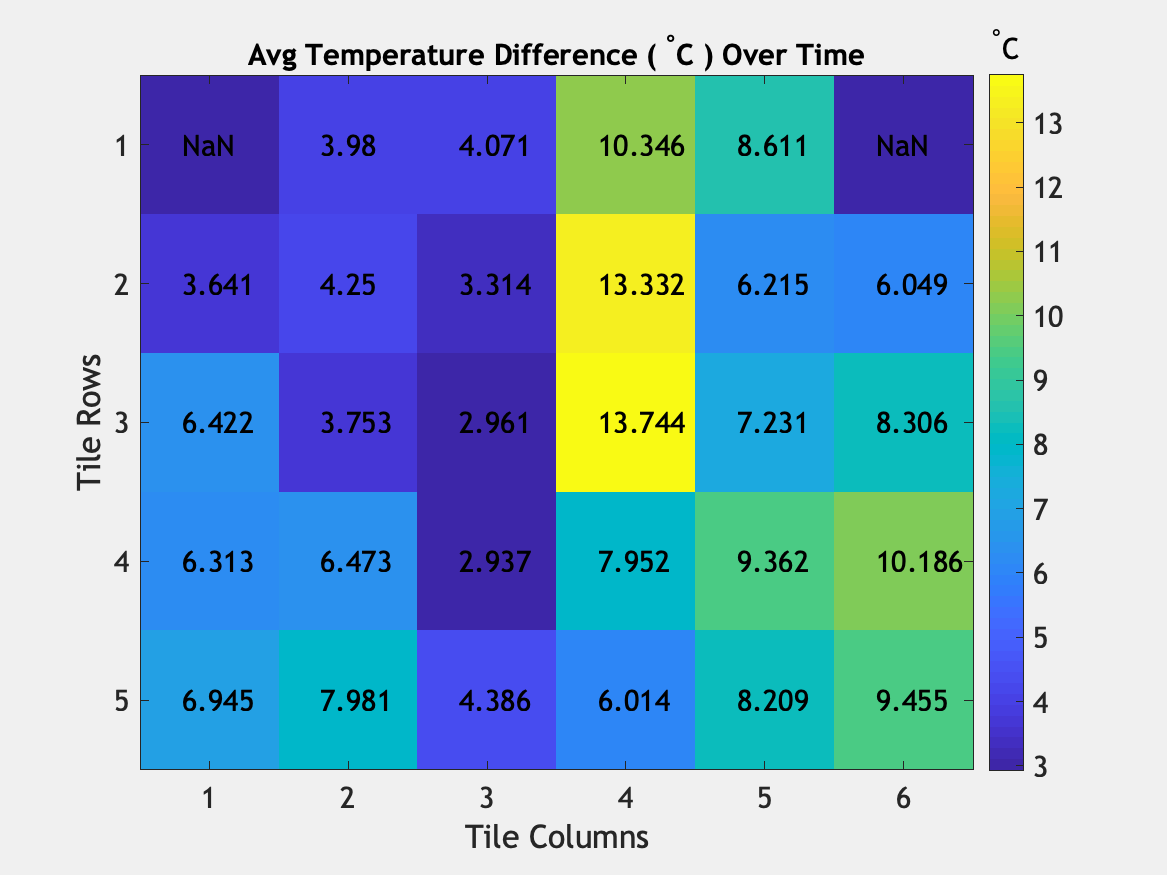 °C
Avg Temperature Difference ( °C ) Over Time
1 NaN 3.98 4.071 10.346 8.611 NaN
2 3.641 4.25 3.314 13.332 6.215 6.049
3 6.422 3.753 2.961 13.744 7.231 8.306
4 6.313 6.473 2.937 7.952 9.362 10.186
5 6.945 7.981 4.386 6.014 8.209 9.455
1 2 3 4 5 6
Tile Columns
Tile Rows
13
12
11
10
9
8
7
6
5
4
3